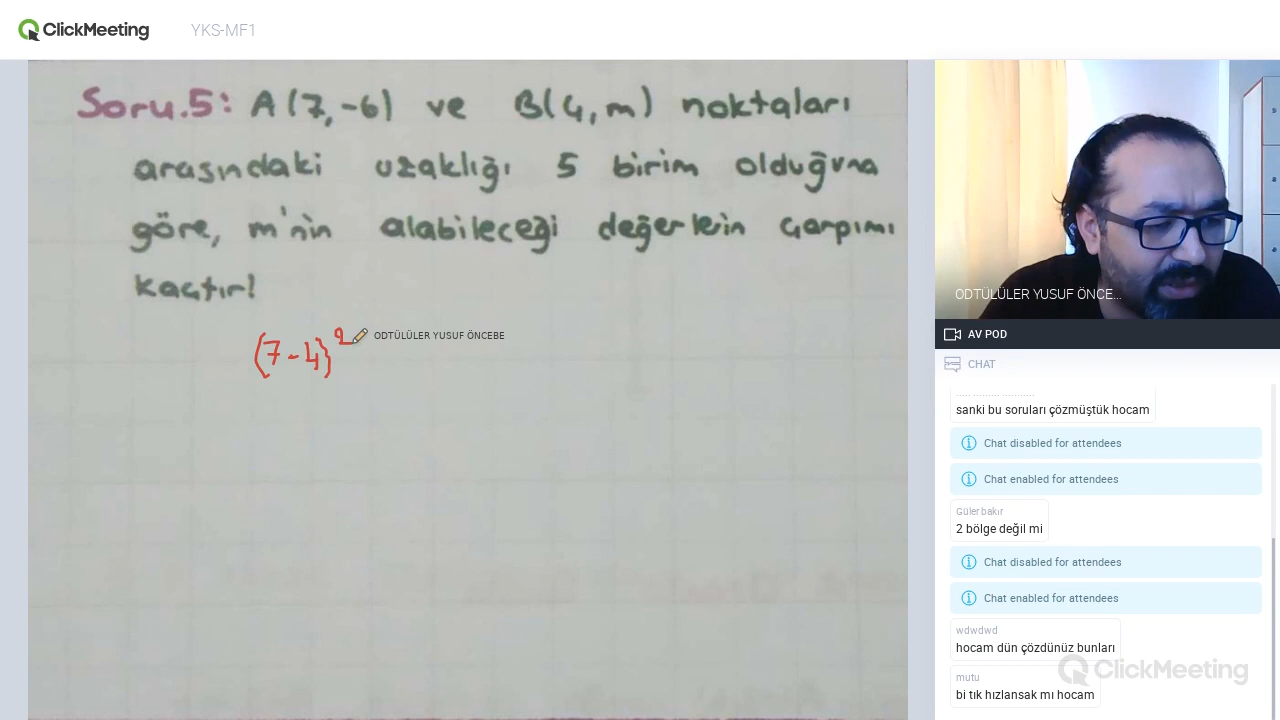 ClickMeeting
YKS-MF1
Soru.5: A(7,-6) ve B(4,m) noktaları
arasındaki uzaklığı 5 birim olduğuna
göre, m'nin alabileceği değerlerin çarpımı
kaçtır!
(7-4)²
ODTÜLÜLER YUSUF ÖNCEBE
ODTÜLÜLER YUSUF ÖNCE...
AV POD
CHAT
sanki bu soruları çözmüştük hocam
Chat disabled for attendees
Chat enabled for attendees
Güler bakır
2 bölge değil mi
Chat disabled for attendees
Chat enabled for attendees
wdwdwd
hocam dün çözdünüz bunları
mutu
bi tık hızlansak mı hocam
ClickMeeting